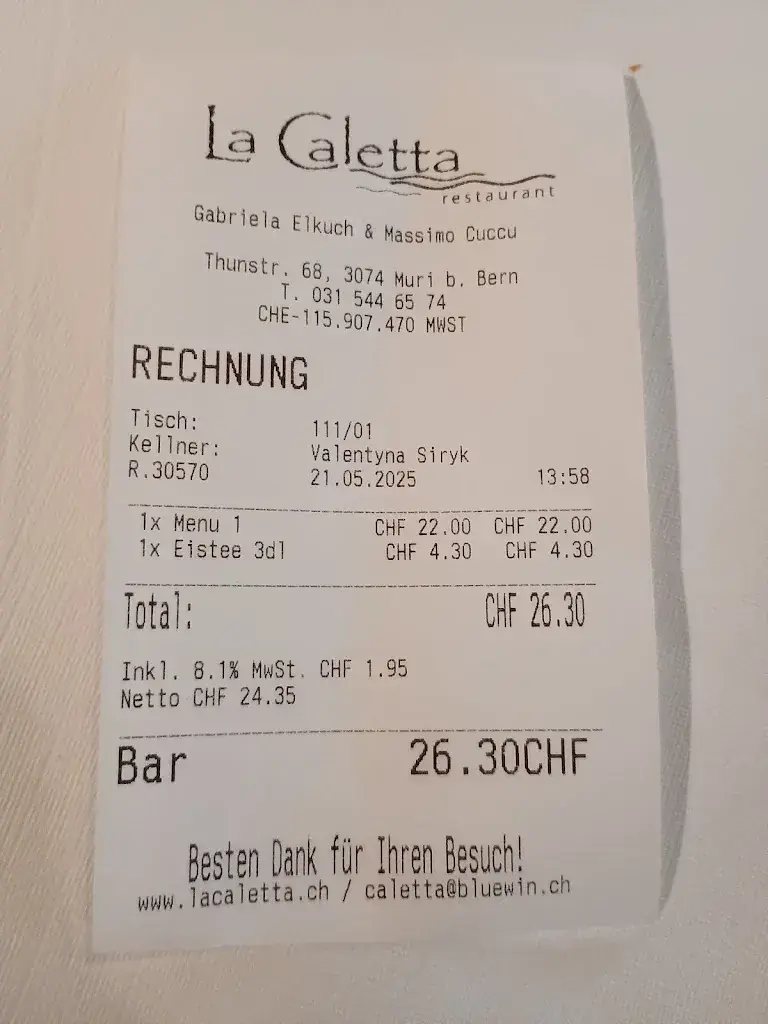 La Caletta
restaurant
Gabriela Elkuch & Massimo Cuccu
Thunstr. 68, 3074 Muri b. Bern
T. 031 544 65 74
CHE-115.907.470 MWST
RECHNUNG
Tisch: 111/01
Kellner: Valentyna Siryk
R.30570 21.05.2025 13:58
1x Menu 1 CHF 22.00 CHF 22.00
1x Eistee 3dl CHF 4.30 CHF 4.30
Total: CHF 26.30
Inkl. 8.1% MwSt. CHF 1.95
Netto CHF 24.35
Bar 26.30CHF
Besten Dank für Ihren Besuch!
www.lacaletta.ch / caletta@bluewin.ch